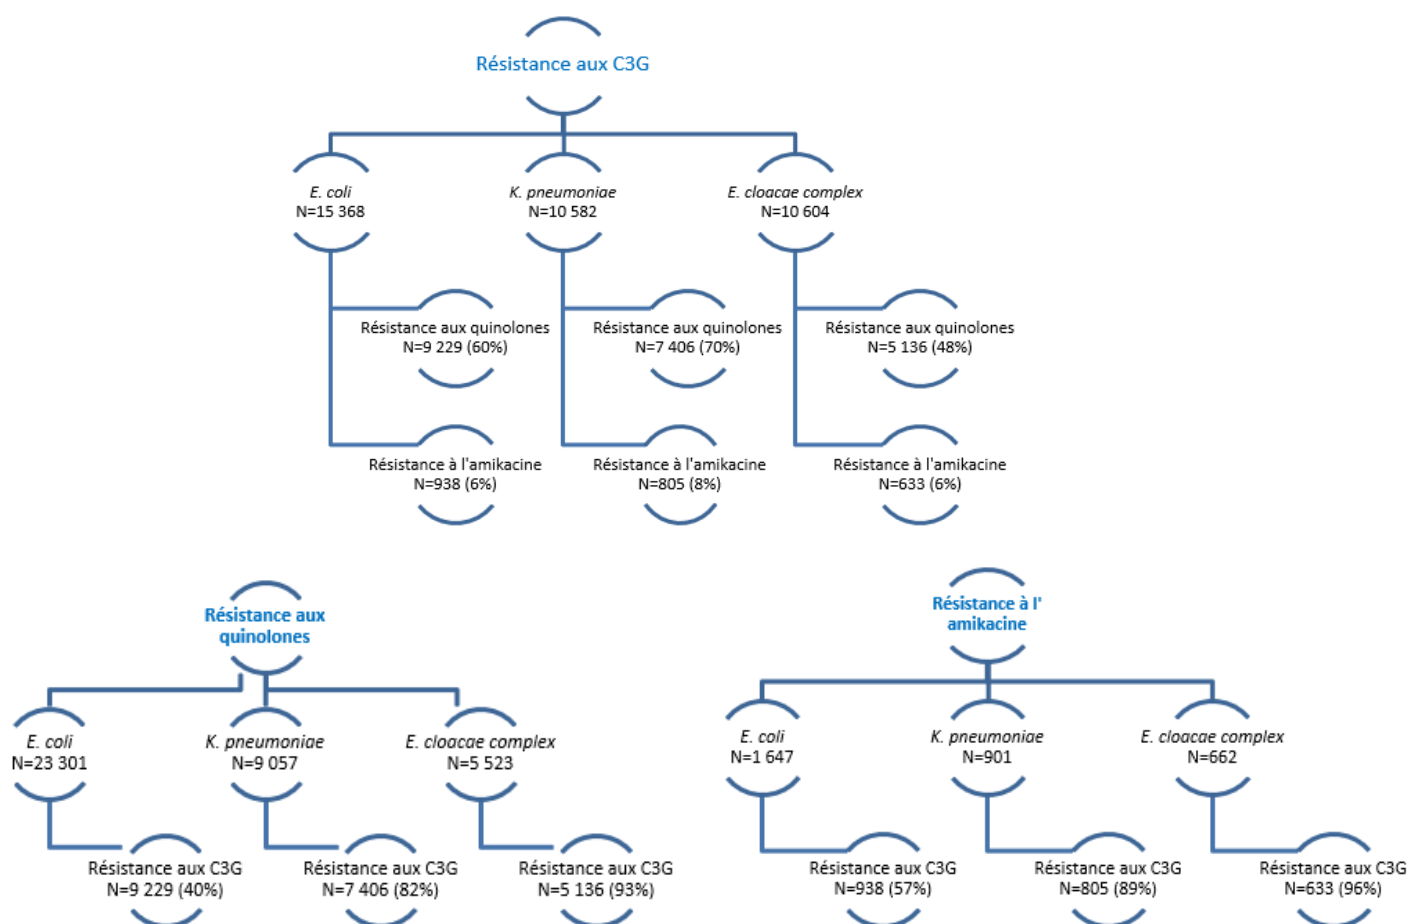 Résistance aux C3G
E. coli
N=15 368
K. pneumoniae
N=10 582
E. cloacae complex
N=10 604
Résistance aux quinolones
N=9 229 (60%)
Résistance aux quinolones
N=7 406 (70%)
Résistance aux quinolones
N=5 136 (48%)
Résistance à l'amikacine
N=938 (6%)
Résistance à l'amikacine
N=805 (8%)
Résistance à l'amikacine
N=633 (6%)
Résistance aux
quinolones
E. coli
N=23 301
K. pneumoniae
N=9 057
E. cloacae complex
N=5 523
Résistance aux C3G
N=9 229 (40%)
Résistance aux C3G
N=7 406 (82%)
Résistance aux C3G
N=5 136 (93%)
Résistance à l'
amikacine
E. coli
N=1 647
K. pneumoniae
N=901
E. cloacae complex
N=662
Résistance aux C3G
N=938 (57%)
Résistance aux C3G
N=805 (89%)
Résistance aux C3G
N=633 (96%)